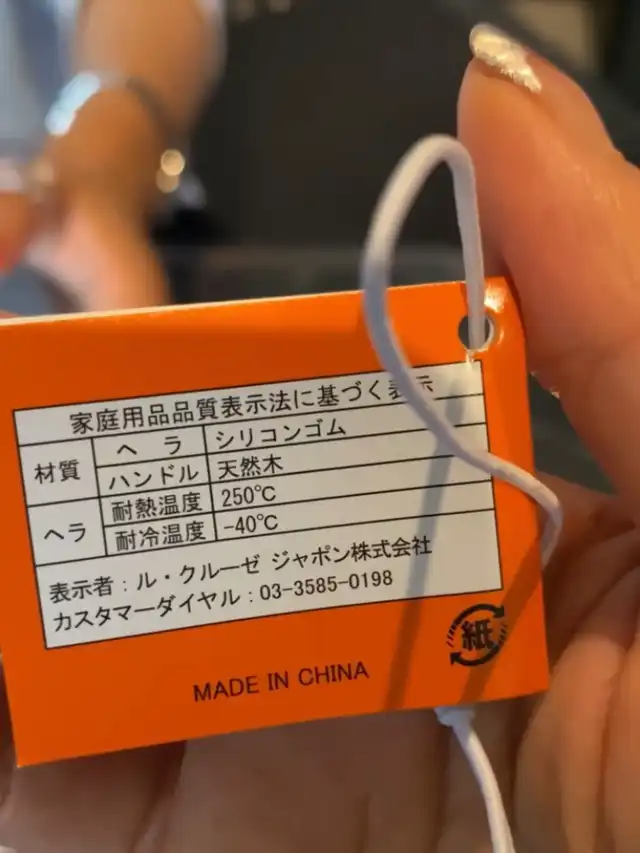 家庭用品品質表示法に基づく表示
材質 ヘラ シリコンゴム
ハンドル 天然木
ヘラ 耐熱温度 250℃
耐冷温度 -40℃
表示者：ル・クルーゼ ジャポン株式会社
カスタマーダイヤル：03-3585-0198
紙
MADE IN CHINA